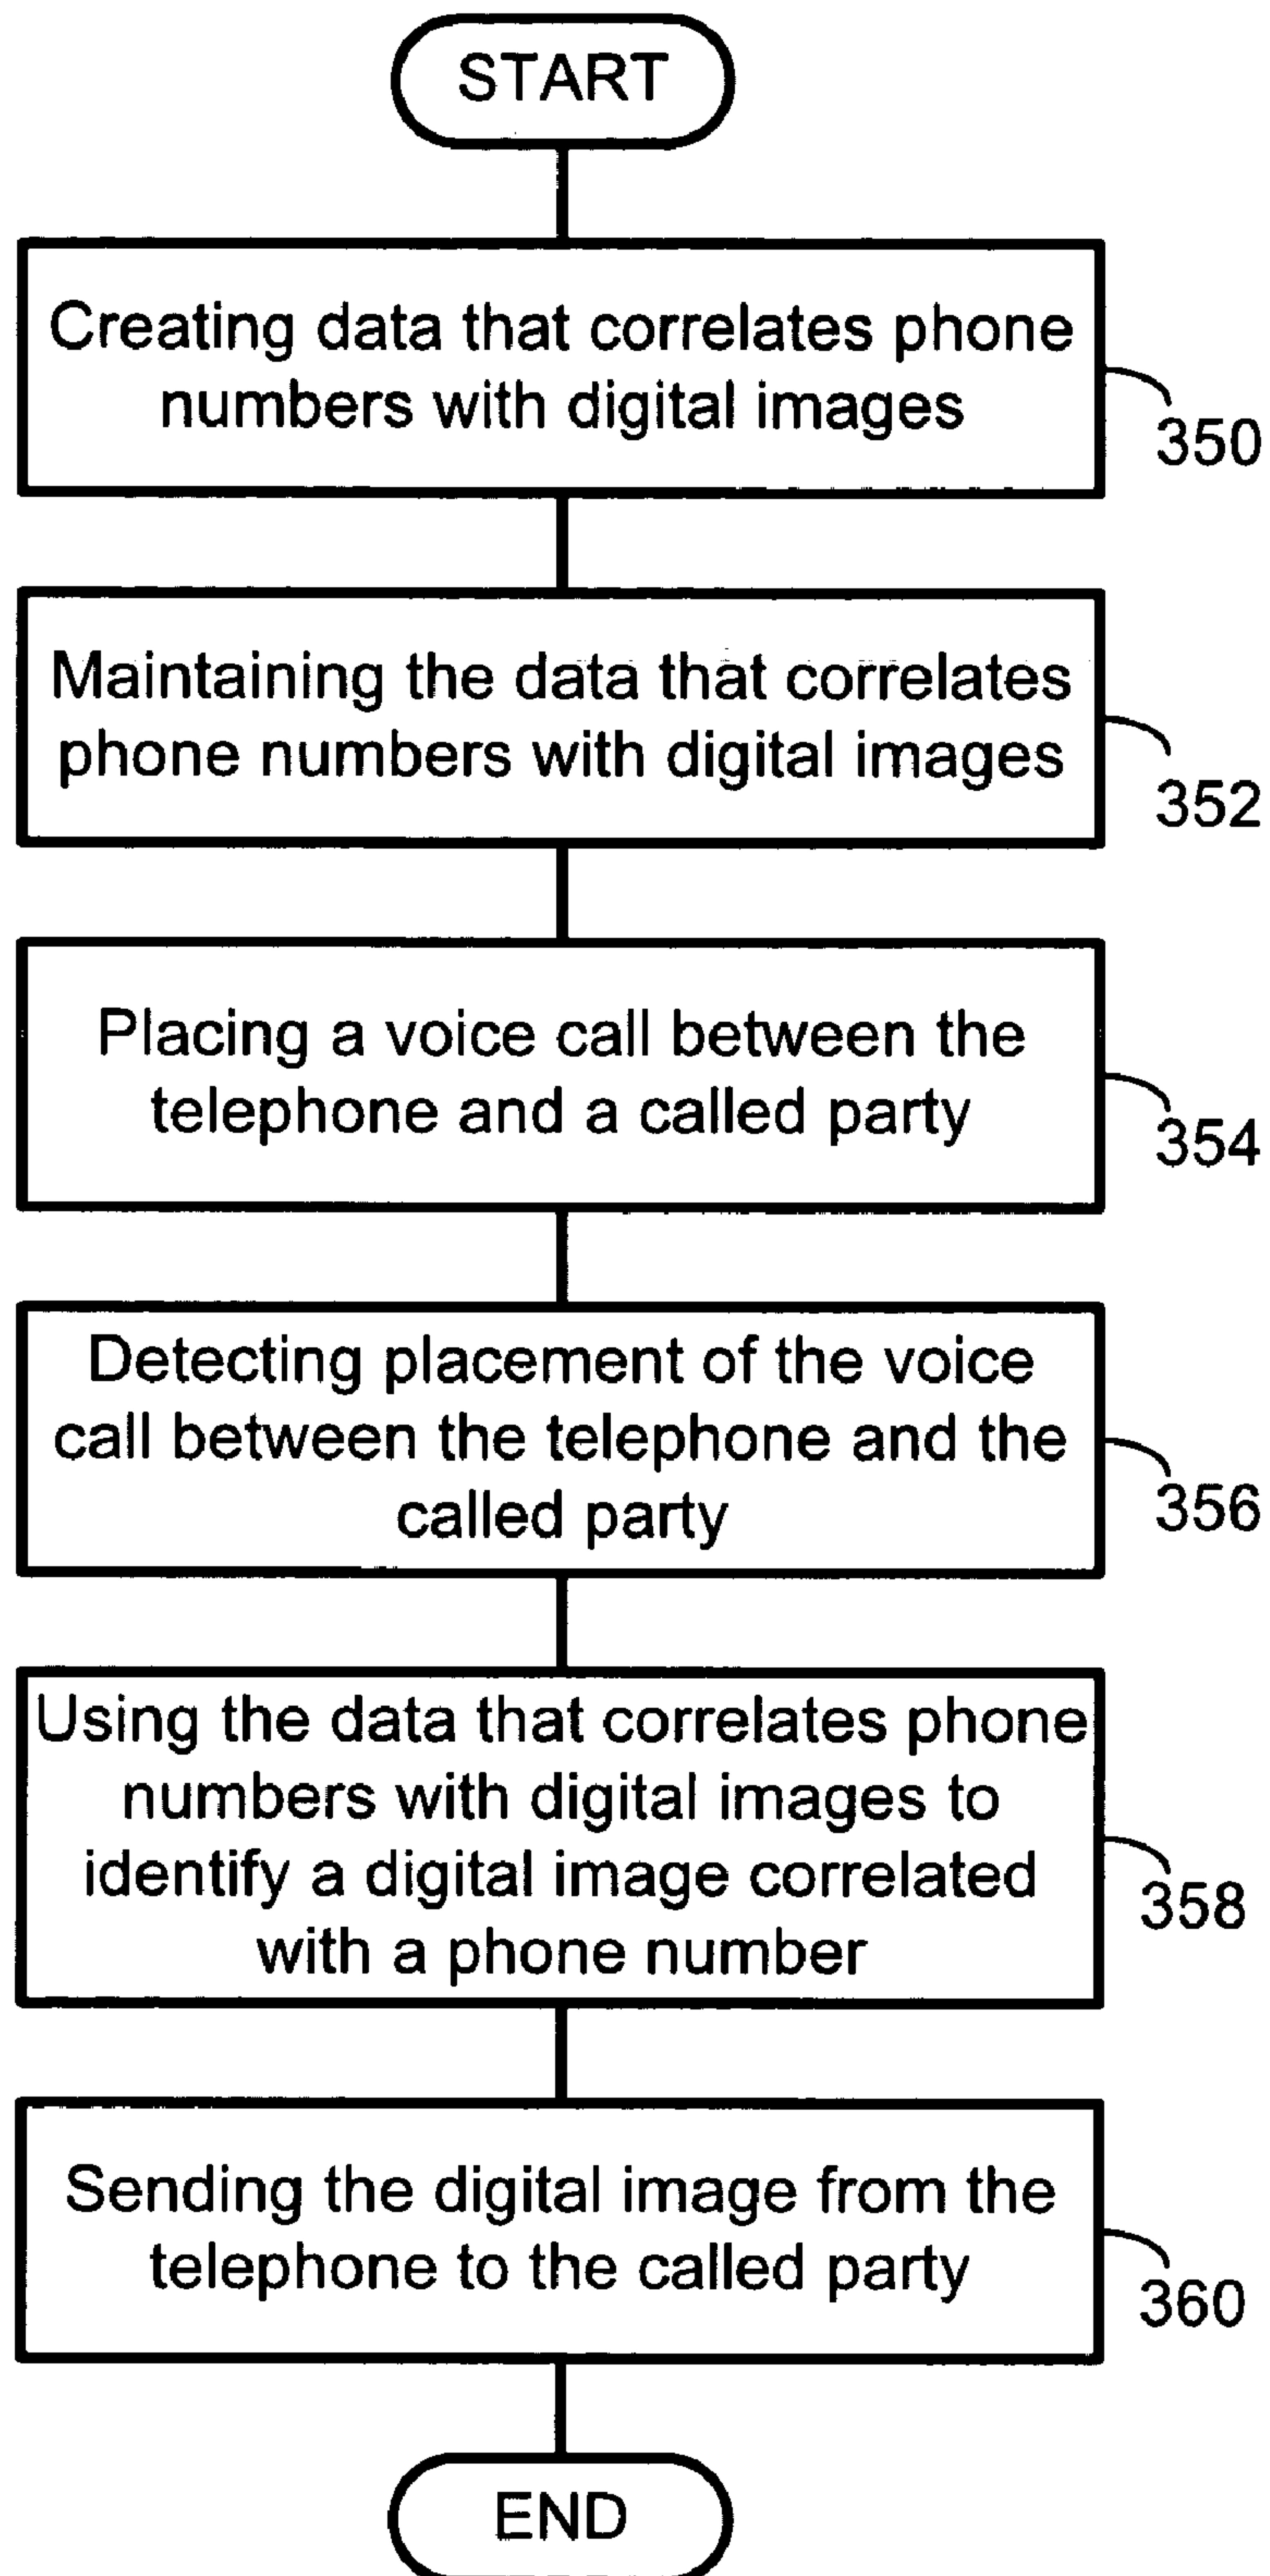 START
Creating data that correlates phone
numbers with digital images
350
Maintaining the data that correlates
phone numbers with digital images
352
Placing a voice call between the
telephone and a called party
354
Detecting placement of the voice
call between the telephone and the
called party
356
Using the data that correlates phone
numbers with digital images to
identify a digital image correlated
with a phone number
358
Sending the digital image from the
telephone to the called party
360
END